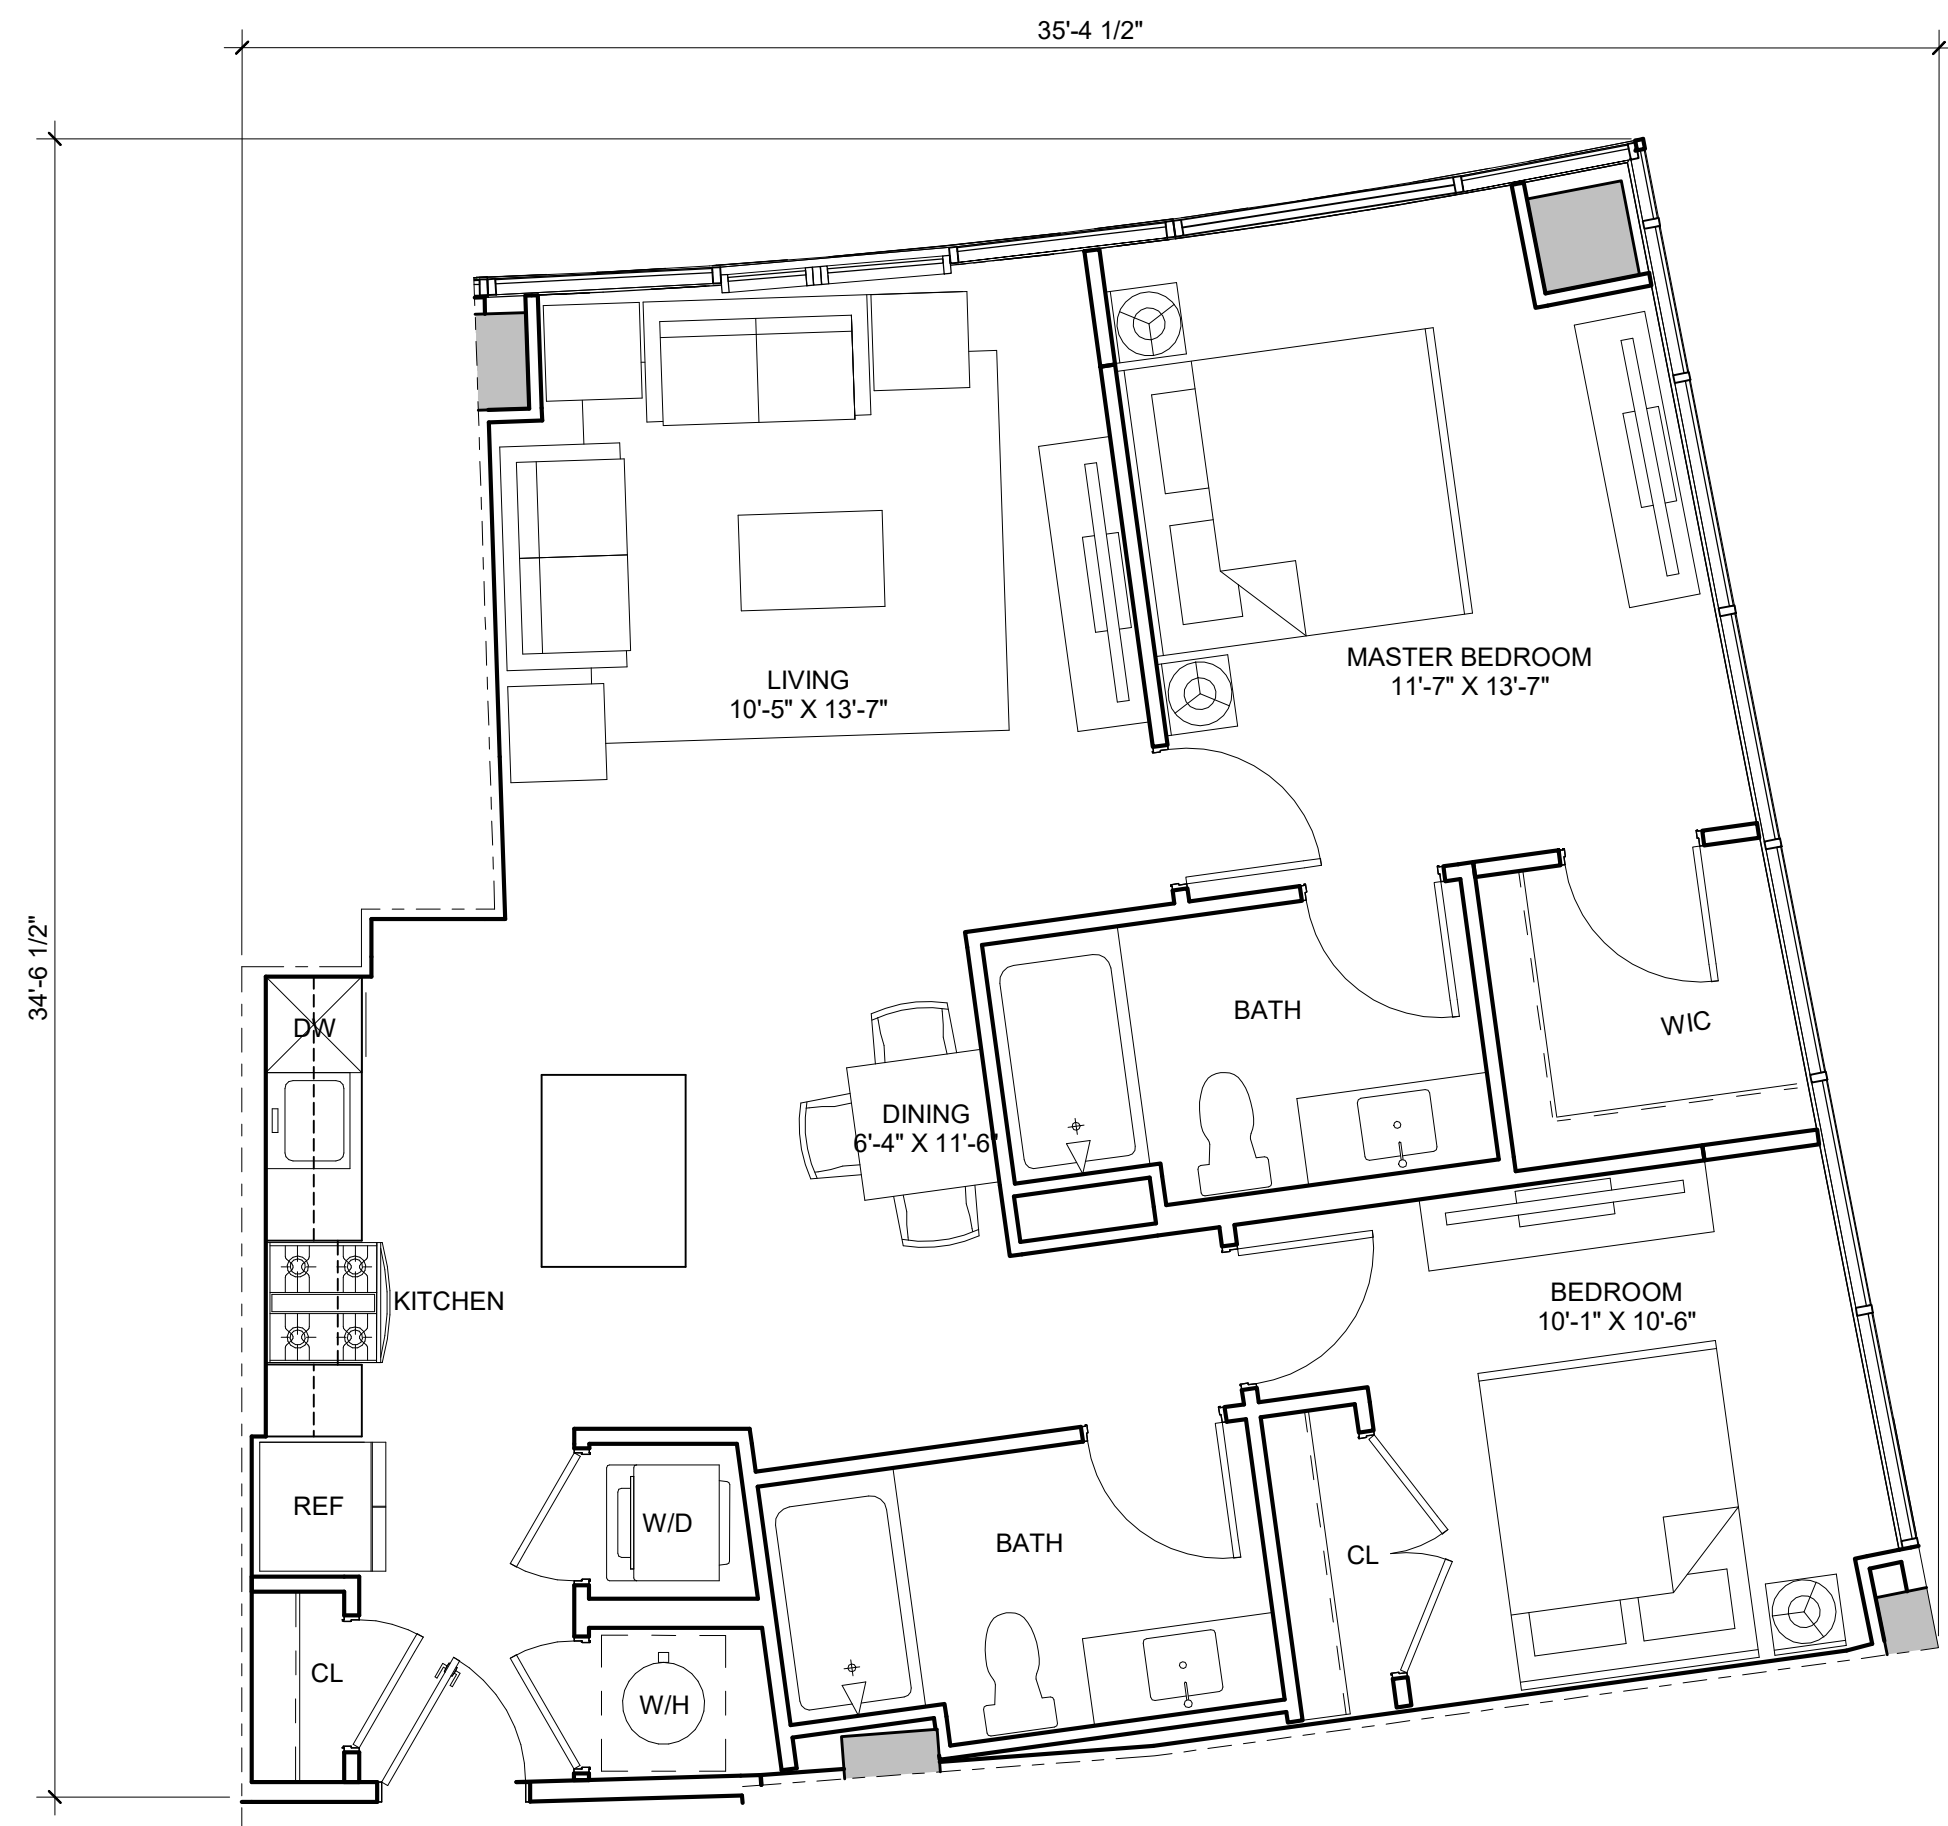 35'-4 1/2"
34'-6 1/2"
LIVING
10'-5" X 13'-7"
MASTER BEDROOM
11'-7" X 13'-7"
BATH
WIC
DW
DINING
6'-4" X 11'-6"
KITCHEN
BEDROOM
10'-1" X 10'-6"
REF
W/D
BATH
CL
CL
W/H